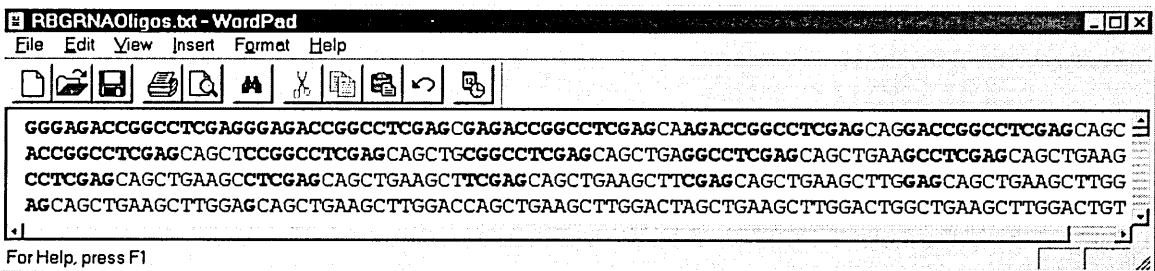 RBGRNAOligos.txt - WordPad
File Edit View Insert Format Help
GGGAGACCGGCCTCGAGGGAGACCGGCCTCGAGCGAGACCGGCCTCGAGCAAGACCGGCCTCGAGCAGGACCGGCCTCGAGCAGC
ACCGGCCTCGAGCAGCTCCGGCCTCGAGCAGCTGCGGCCTCGAGCAGCTGAGGCCTCGAGCAGCTGAAGCCTCGAGCAGCTGAAG
CCTCGAGCAGCTGAAGCCTCGAGCAGCTGAAGCTTCGAGCAGCTGAAGCTTCGAGCAGCTGAAGCTTGGAGCAGCTGAAGCTTGG
AGCAGCTGAAGCTTGGAGCAGCTGAAGCTTGGACCAGCTGAAGCTTGGACTAGCTGAAGCTTGGACTGGCTGAAGCTTGGACTGT
For Help, press F1